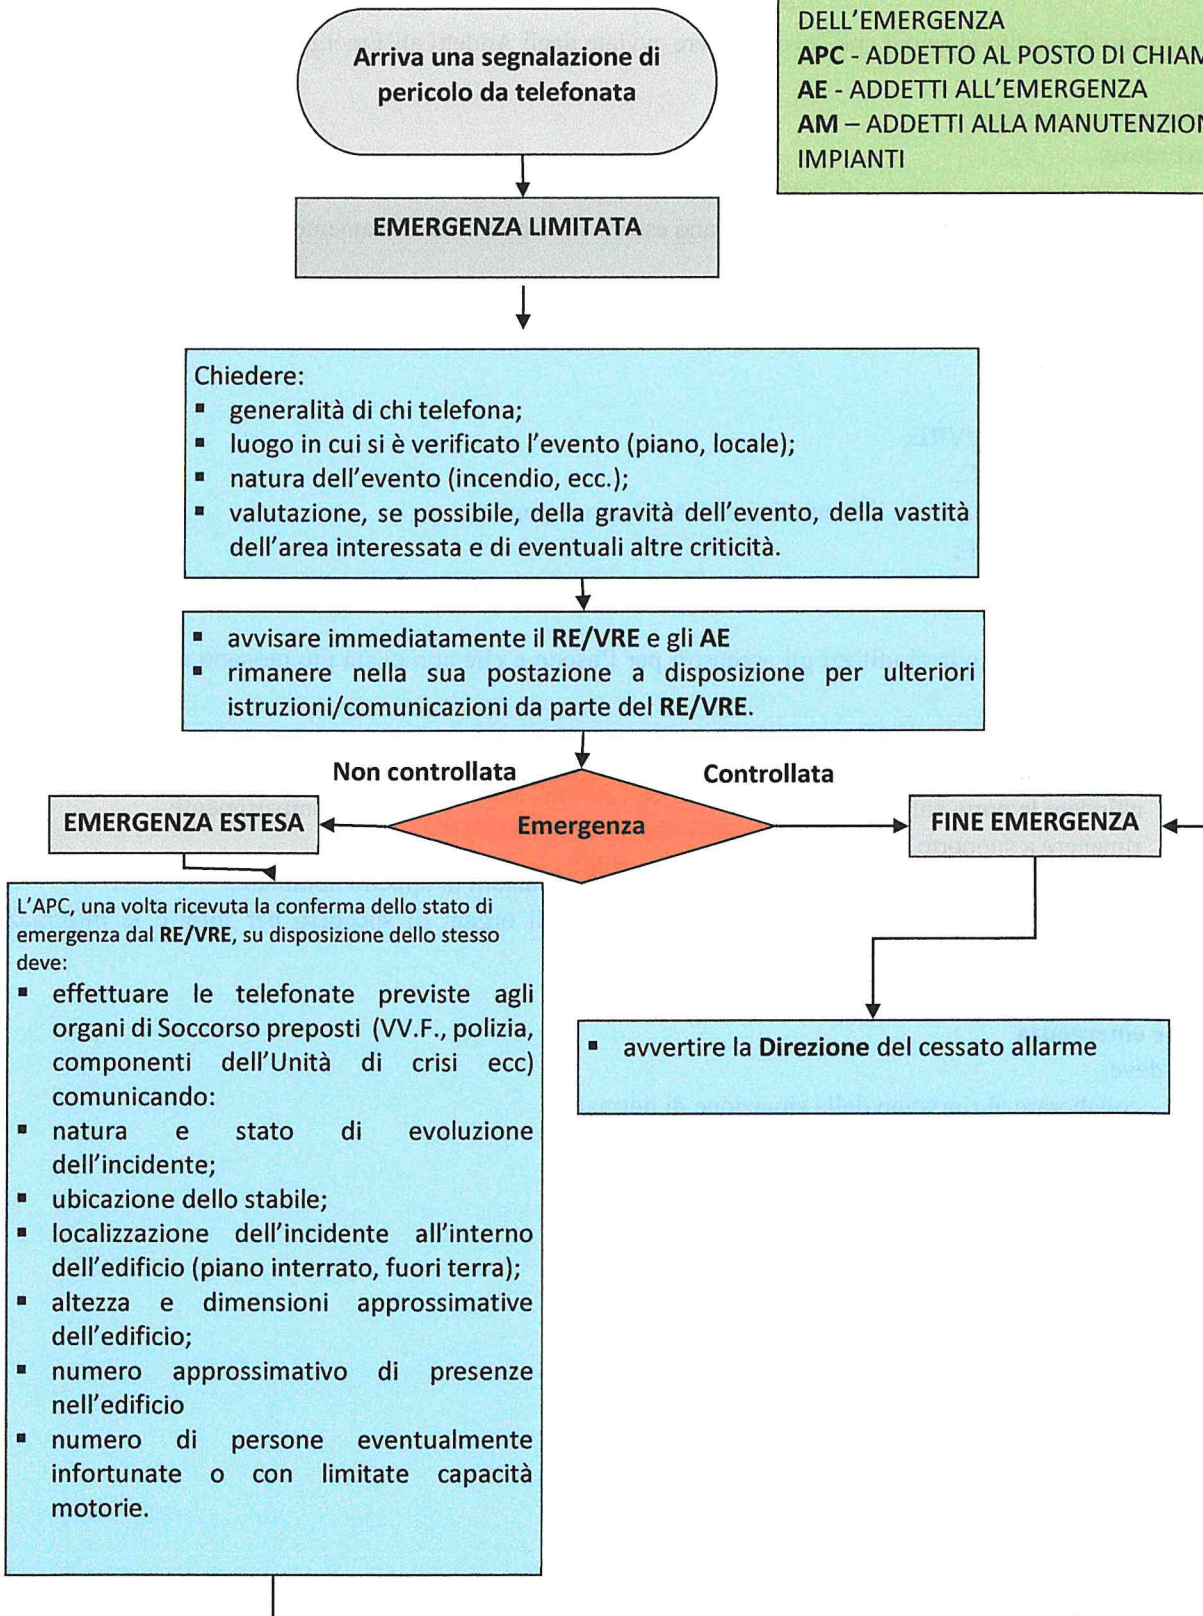 DELL'EMERGENZA
APC - ADDETTO AL POSTO DI CHIAM
AE - ADDETTI ALL'EMERGENZA
AM – ADDETTI ALLA MANUTENZION
IMPIANTI
Arriva una segnalazione di
pericolo da telefonata
EMERGENZA LIMITATA
Chiedere:
▪ generalità di chi telefona;
▪ luogo in cui si è verificato l'evento (piano, locale);
▪ natura dell'evento (incendio, ecc.);
▪ valutazione, se possibile, della gravità dell'evento, della vastità
dell'area interessata e di eventuali altre criticità.
▪ avvisare immediatamente il RE/VRE e gli AE
▪ rimanere nella sua postazione a disposizione per ulteriori
istruzioni/comunicazioni da parte del RE/VRE.
Non controllata
Controllata
EMERGENZA ESTESA
Emergenza
FINE EMERGENZA
L'APC, una volta ricevuta la conferma dello stato di
emergenza dal RE/VRE, su disposizione dello stesso
deve:
▪ effettuare le telefonate previste agli
organi di Soccorso preposti (VV.F., polizia,
componenti dell'Unità di crisi ecc)
comunicando:
▪ natura e stato di evoluzione
dell'incidente;
▪ ubicazione dello stabile;
▪ localizzazione dell'incidente all'interno
dell'edificio (piano interrato, fuori terra);
▪ altezza e dimensioni approssimative
dell'edificio;
▪ numero approssimativo di presenze
nell'edificio
▪ numero di persone eventualmente
infortunate o con limitate capacità
motorie.
▪ avvertire la Direzione del cessato allarme